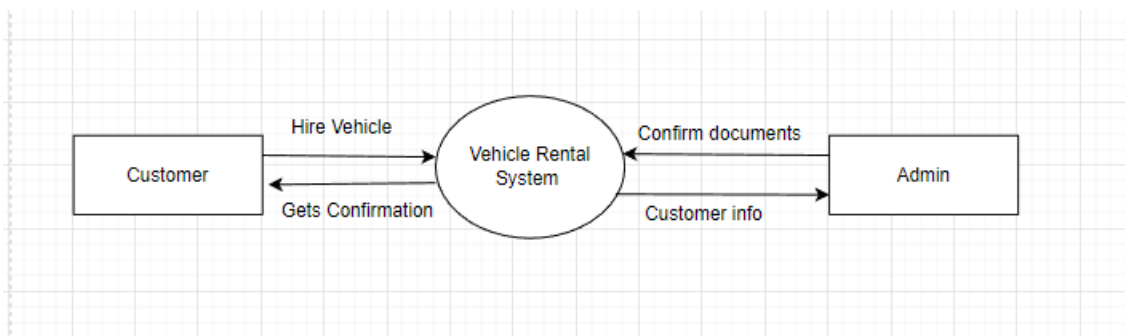 Hire Vehicle
Confirm documents
Customer
Vehicle Rental
System
Admin
Gets Confirmation
Customer info